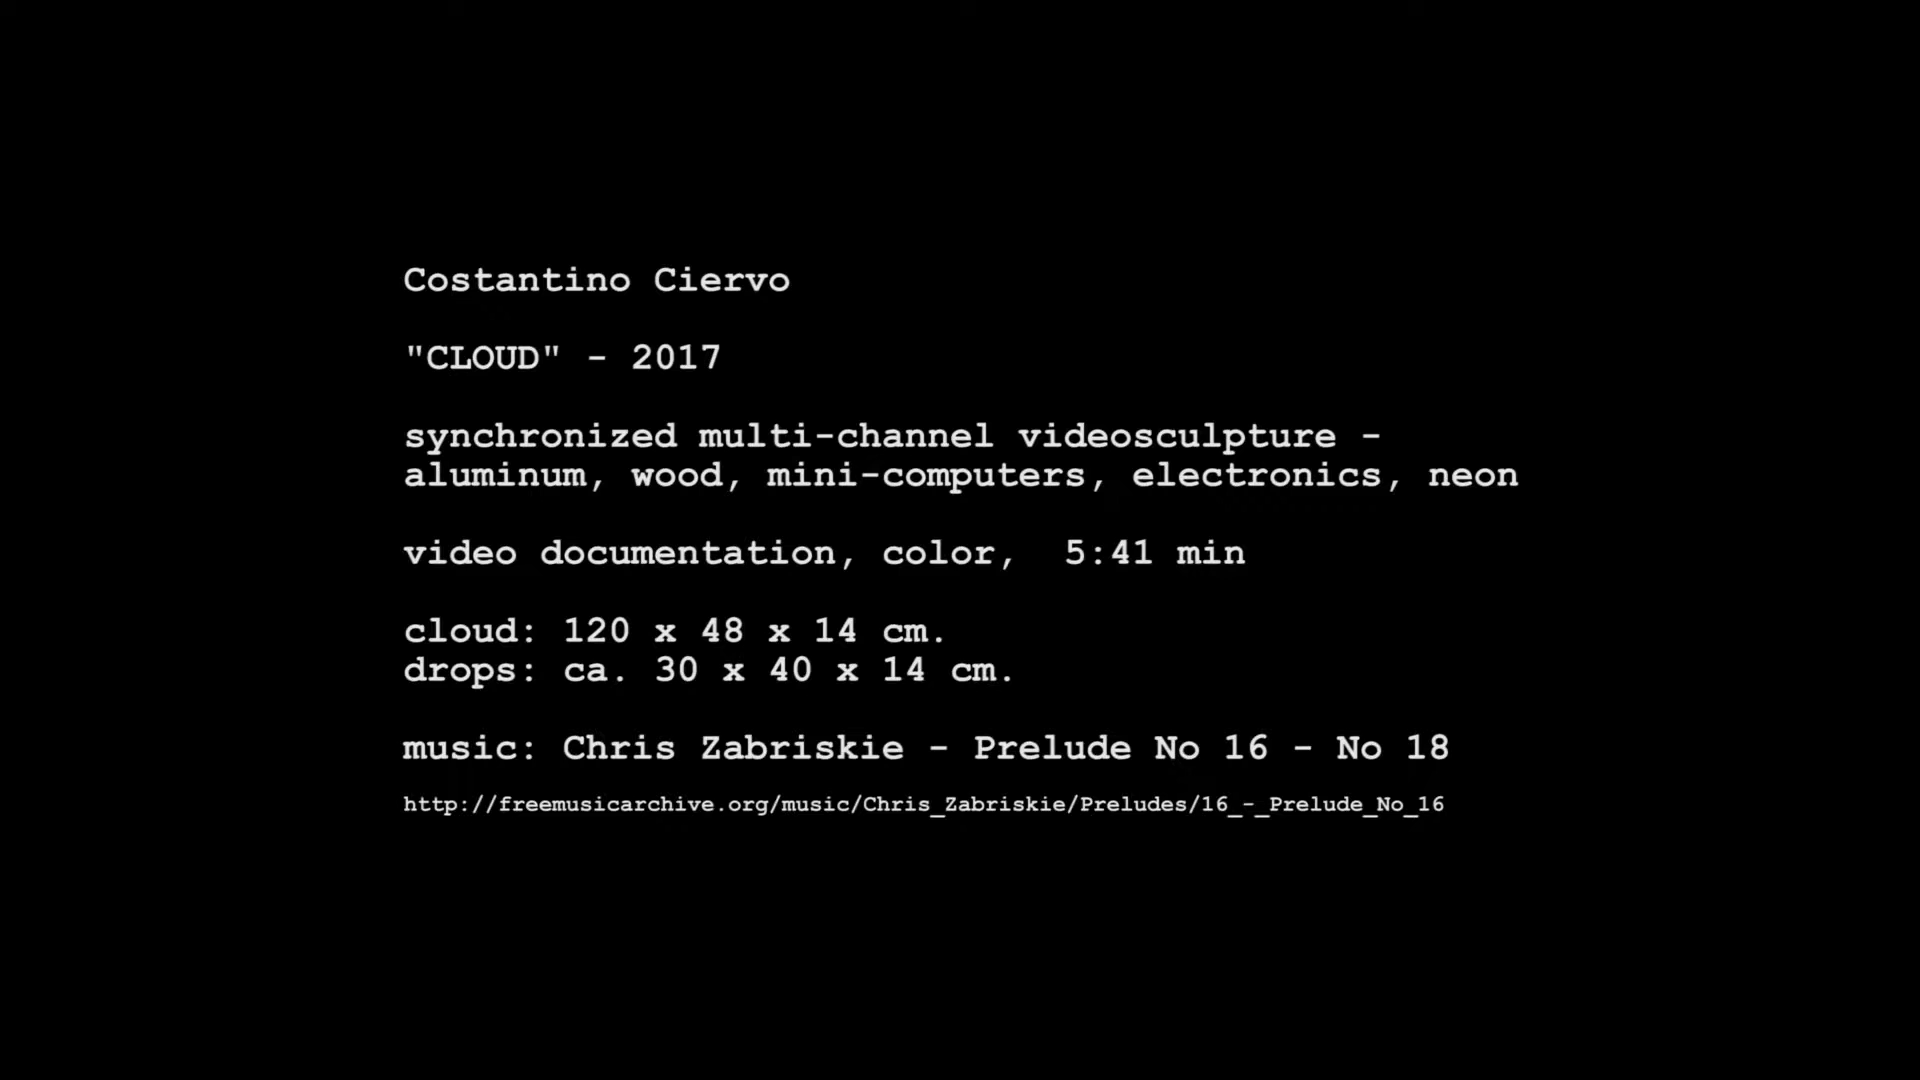 Costantino Ciervo
"CLOUD" - 2017
synchronized multi-channel videosculpture -
aluminum, wood, mini-computers, electronics, neon
video documentation, color,  5:41 min
cloud: 120 x 48 x 14 cm.
drops: ca. 30 x 40 x 14 cm.
music: Chris Zabriskie - Prelude No 16 - No 18
http://freemusicarchive.org/music/Chris_Zabriskie/Preludes/16_-_Prelude_No_16